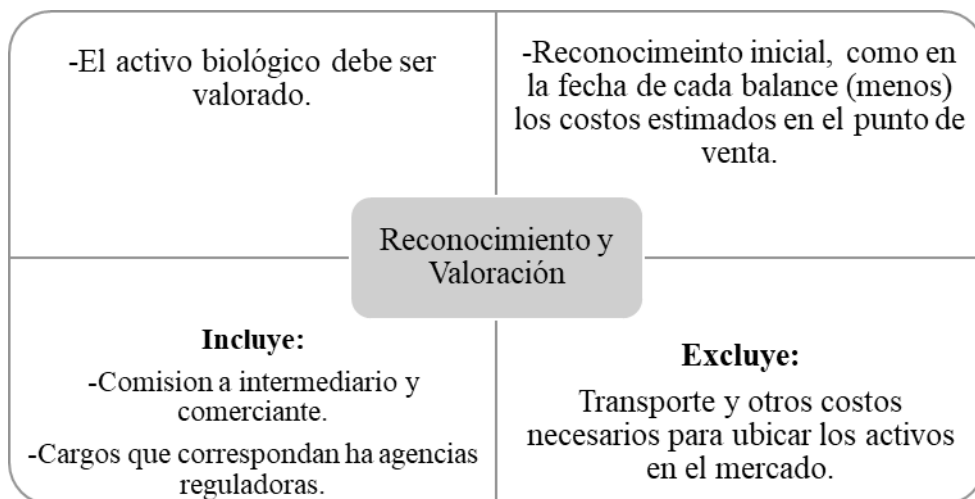 -El activo biológico debe ser
valorado.
-Reconocimeinto inicial, como en
la fecha de cada balance (menos)
los costos estimados en el punto de
venta.
Reconocimiento y
Valoración
Incluye:
-Comision a intermediario y
comerciante.
-Cargos que correspondan ha agencias
reguladoras.
Excluye:
Transporte y otros costos
necesarios para ubicar los activos
en el mercado.